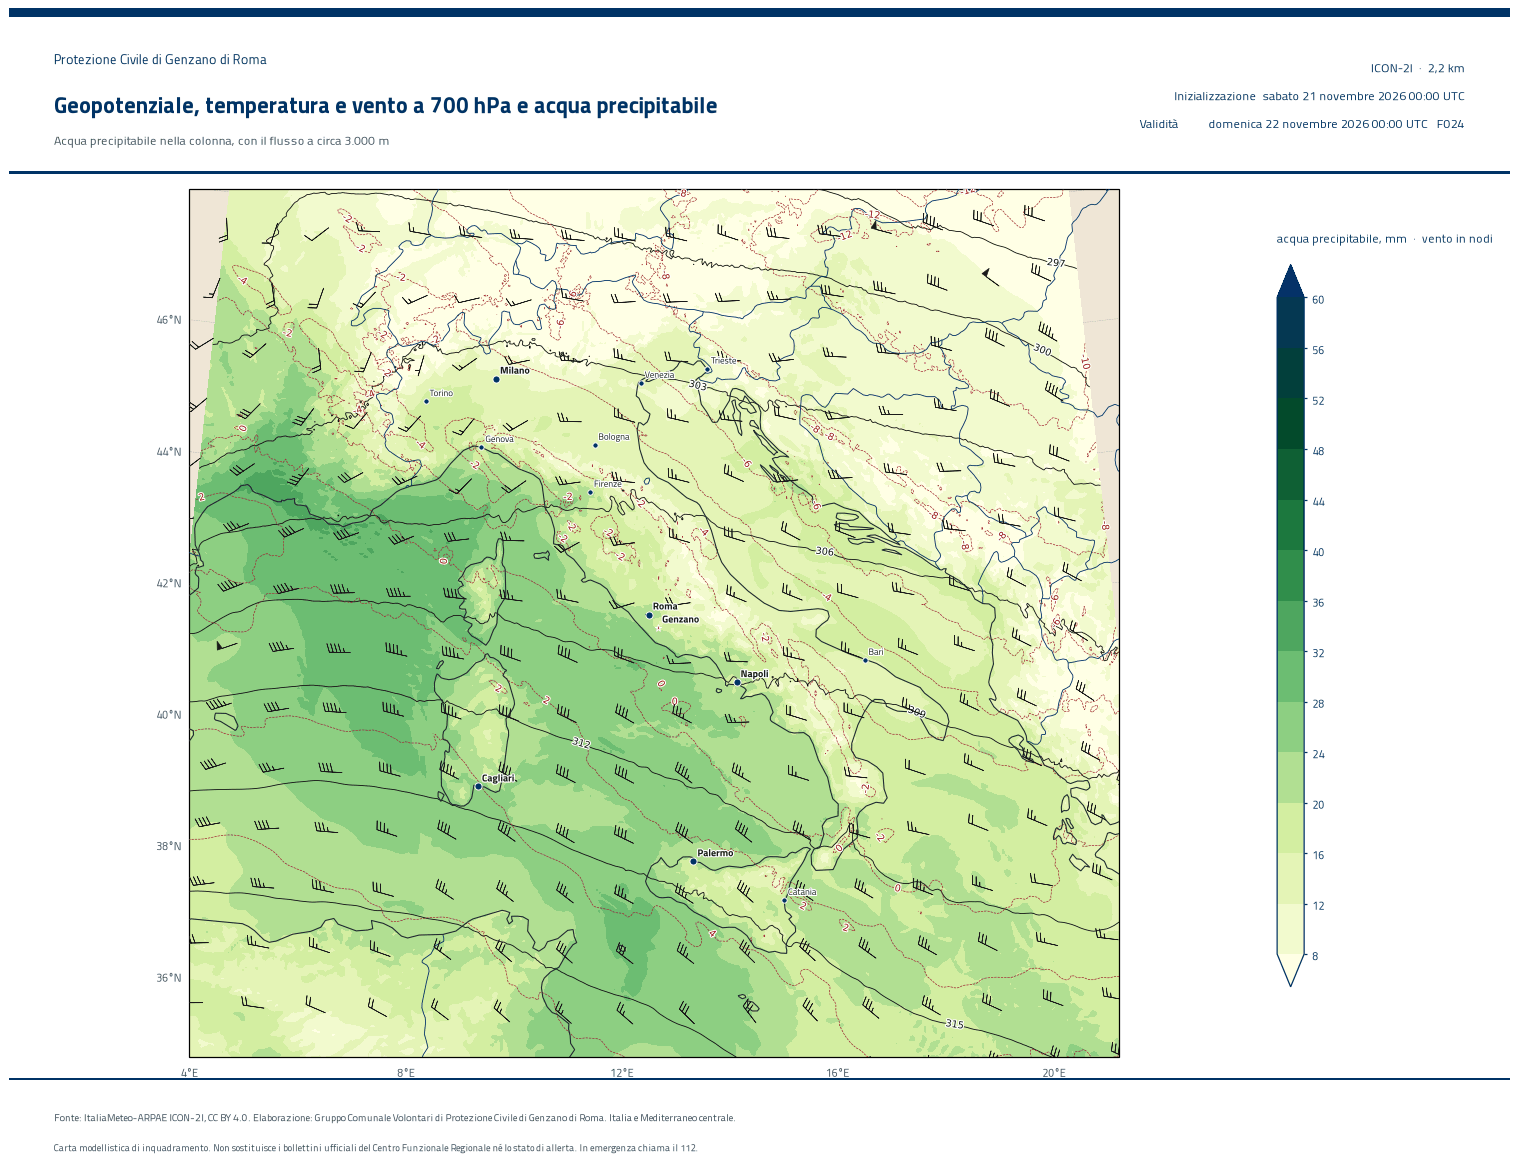 Protezione Civile di Genzano di Roma
Geopotenziale, temperatura e vento a 700 hPa e acqua precipitabile
Acqua precipitabile nella colonna, con il flusso a circa 3.000 m
ICON-2I · 2,2 km
Inizializzazione sabato 21 novembre 2026 00:00 UTC
Validità domenica 22 novembre 2026 00:00 UTC F024
acqua precipitabile, mm · vento in nodi
60
56
52
48
44
40
36
32
28
24
20
16
12
8
46°N
44°N
42°N
40°N
38°N
36°N
4°E
8°E
12°E
16°E
20°E
Milano
Torino
Venezia
Trieste
Genova
Bologna
Firenze
Roma
Genzano
Napoli
Bari
Cagliari
Palermo
Catania
297
300
303
306
309
312
315
Fonte: ItaliaMeteo-ARPAE ICON-2I, CC BY 4.0. Elaborazione: Gruppo Comunale Volontari di Protezione Civile di Genzano di Roma. Italia e Mediterraneo centrale.
Carta modellistica di inquadramento. Non sostituisce i bollettini ufficiali del Centro Funzionale Regionale né lo stato di allerta. In emergenza chiama il 112.